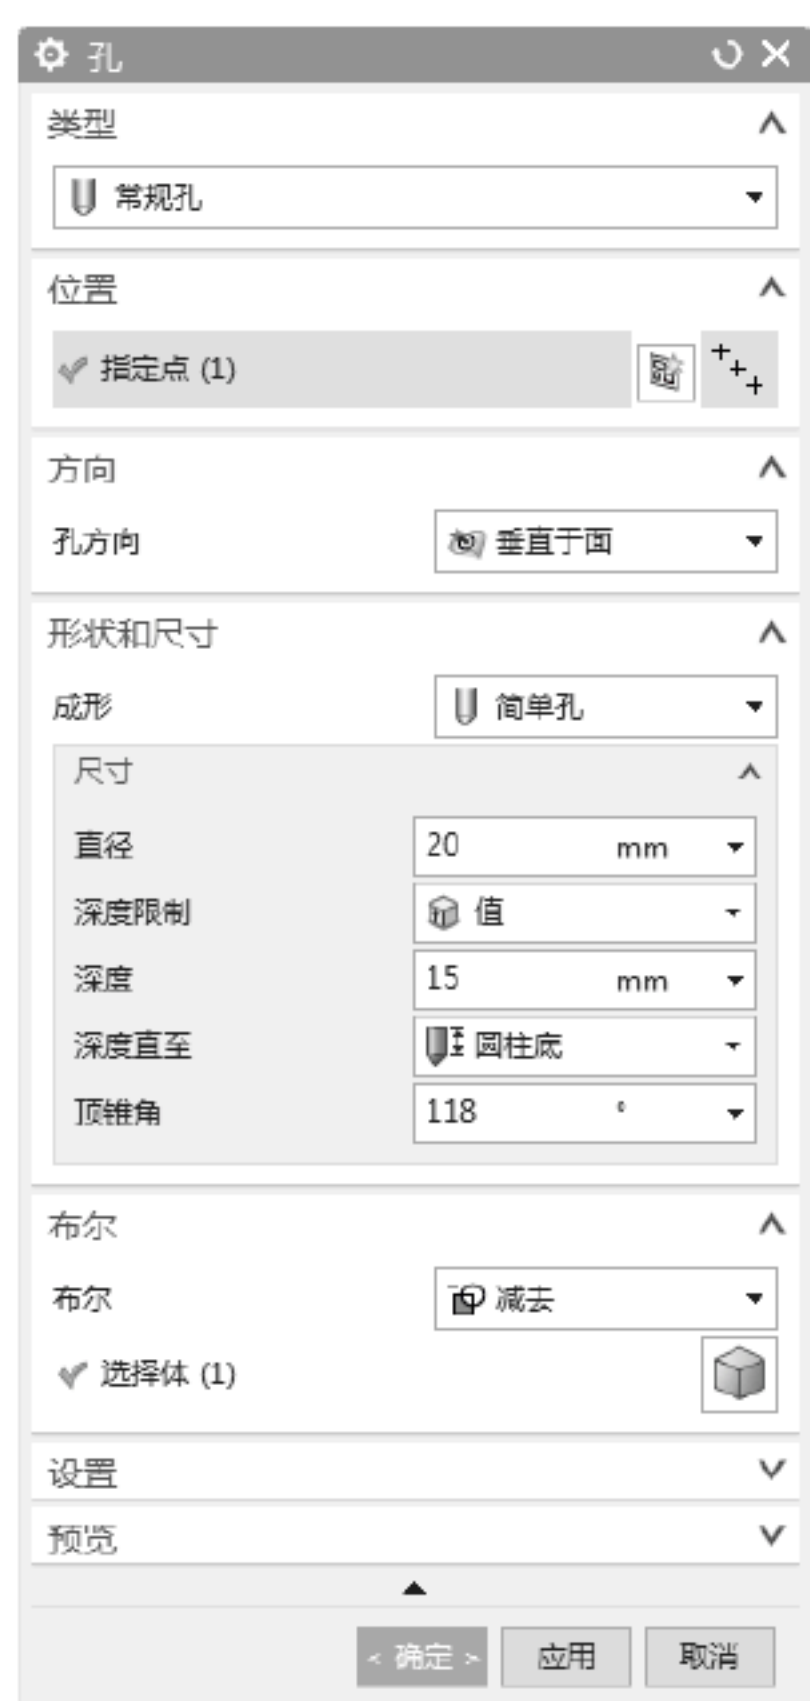 孔
类型
常规孔
位置
指定点 (1)
方向
孔方向 垂直于面
形状和尺寸
成形 简单孔
尺寸
直径 20 mm
深度限制 值
深度 15 mm
深度直至 圆柱底
顶锥角 118 °
布尔
布尔 减去
选择体 (1)
设置
预览
< 确定 > 应用 取消